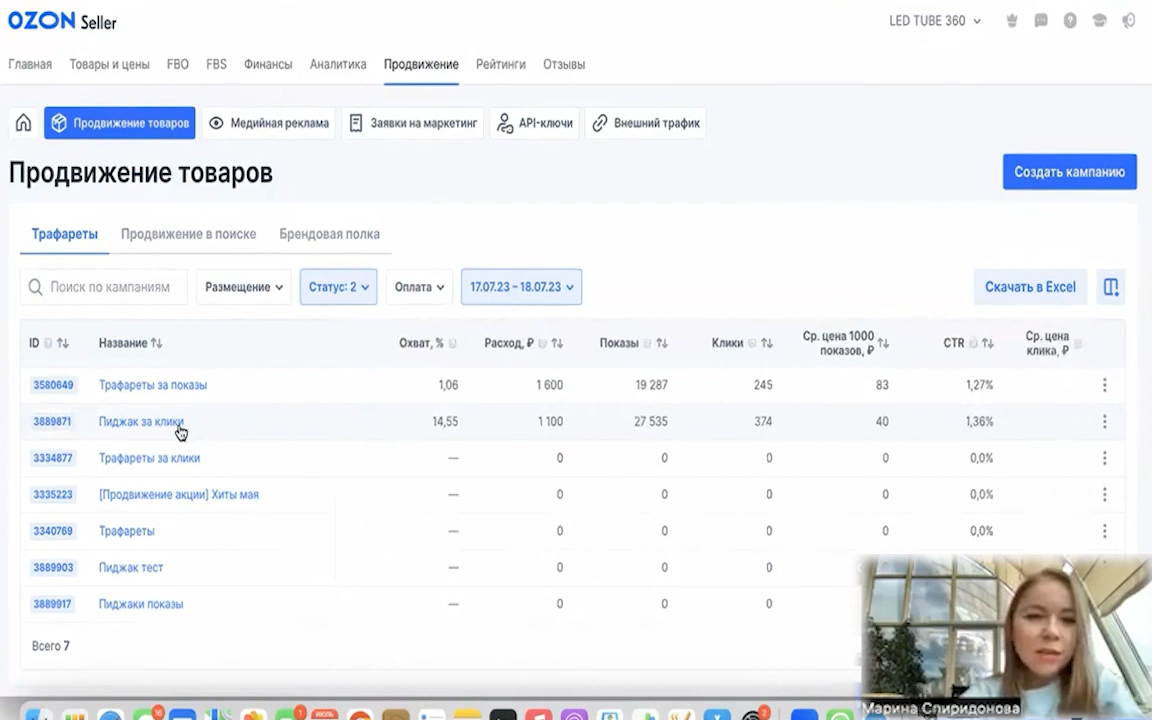 OZON Seller
LED TUBE 360
Главная Товары и цены FBO FBS Финансы Аналитика Продвижение Рейтинги Отзывы
Продвижение товаров Медийная реклама Заявки на маркетинг API-ключи Внешний трафик
Продвижение товаров
Создать кампанию
Трафареты Продвижение в поиске Брендовая полка
Поиск по кампаниям Размещение Статус: 2 Оплата 17.07.23 – 18.07.23 Скачать в Excel
ID Название Охват, % Расход, ₽ Показы Клики Ср. цена 1000 показов, ₽ CTR Ср. цена клика, ₽
3580649 Трафареты за показы 1,06 1 600 19 287 245 83 1,27%
3889871 Пиджак за клики 14,55 1 100 27 535 374 40 1,36%
3334877 Трафареты за клики — 0 0 0 0 0,0%
3335223 [Продвижение акции] Хиты мая — 0 0 0 0 0,0%
3340769 Трафареты — 0 0 0 0 0,0%
3889903 Пиджак тест — 0 0 0
3889917 Пиджаки показы — 0 0 0
Всего 7
Марина Спиридонова
16
1
ИЮЛЬ
2